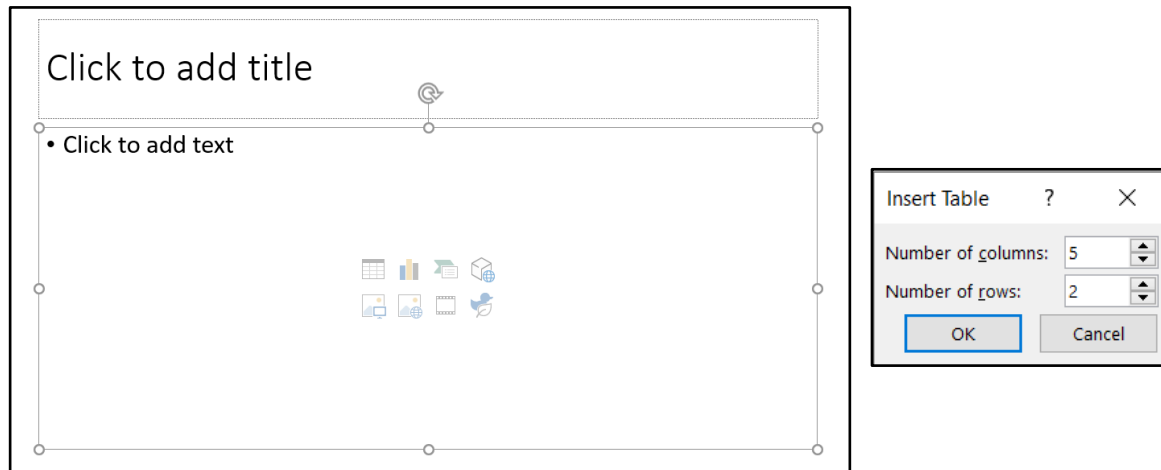 Click to add title
• Click to add text
Insert Table ? ×
Number of columns: 5
Number of rows: 2
OK Cancel